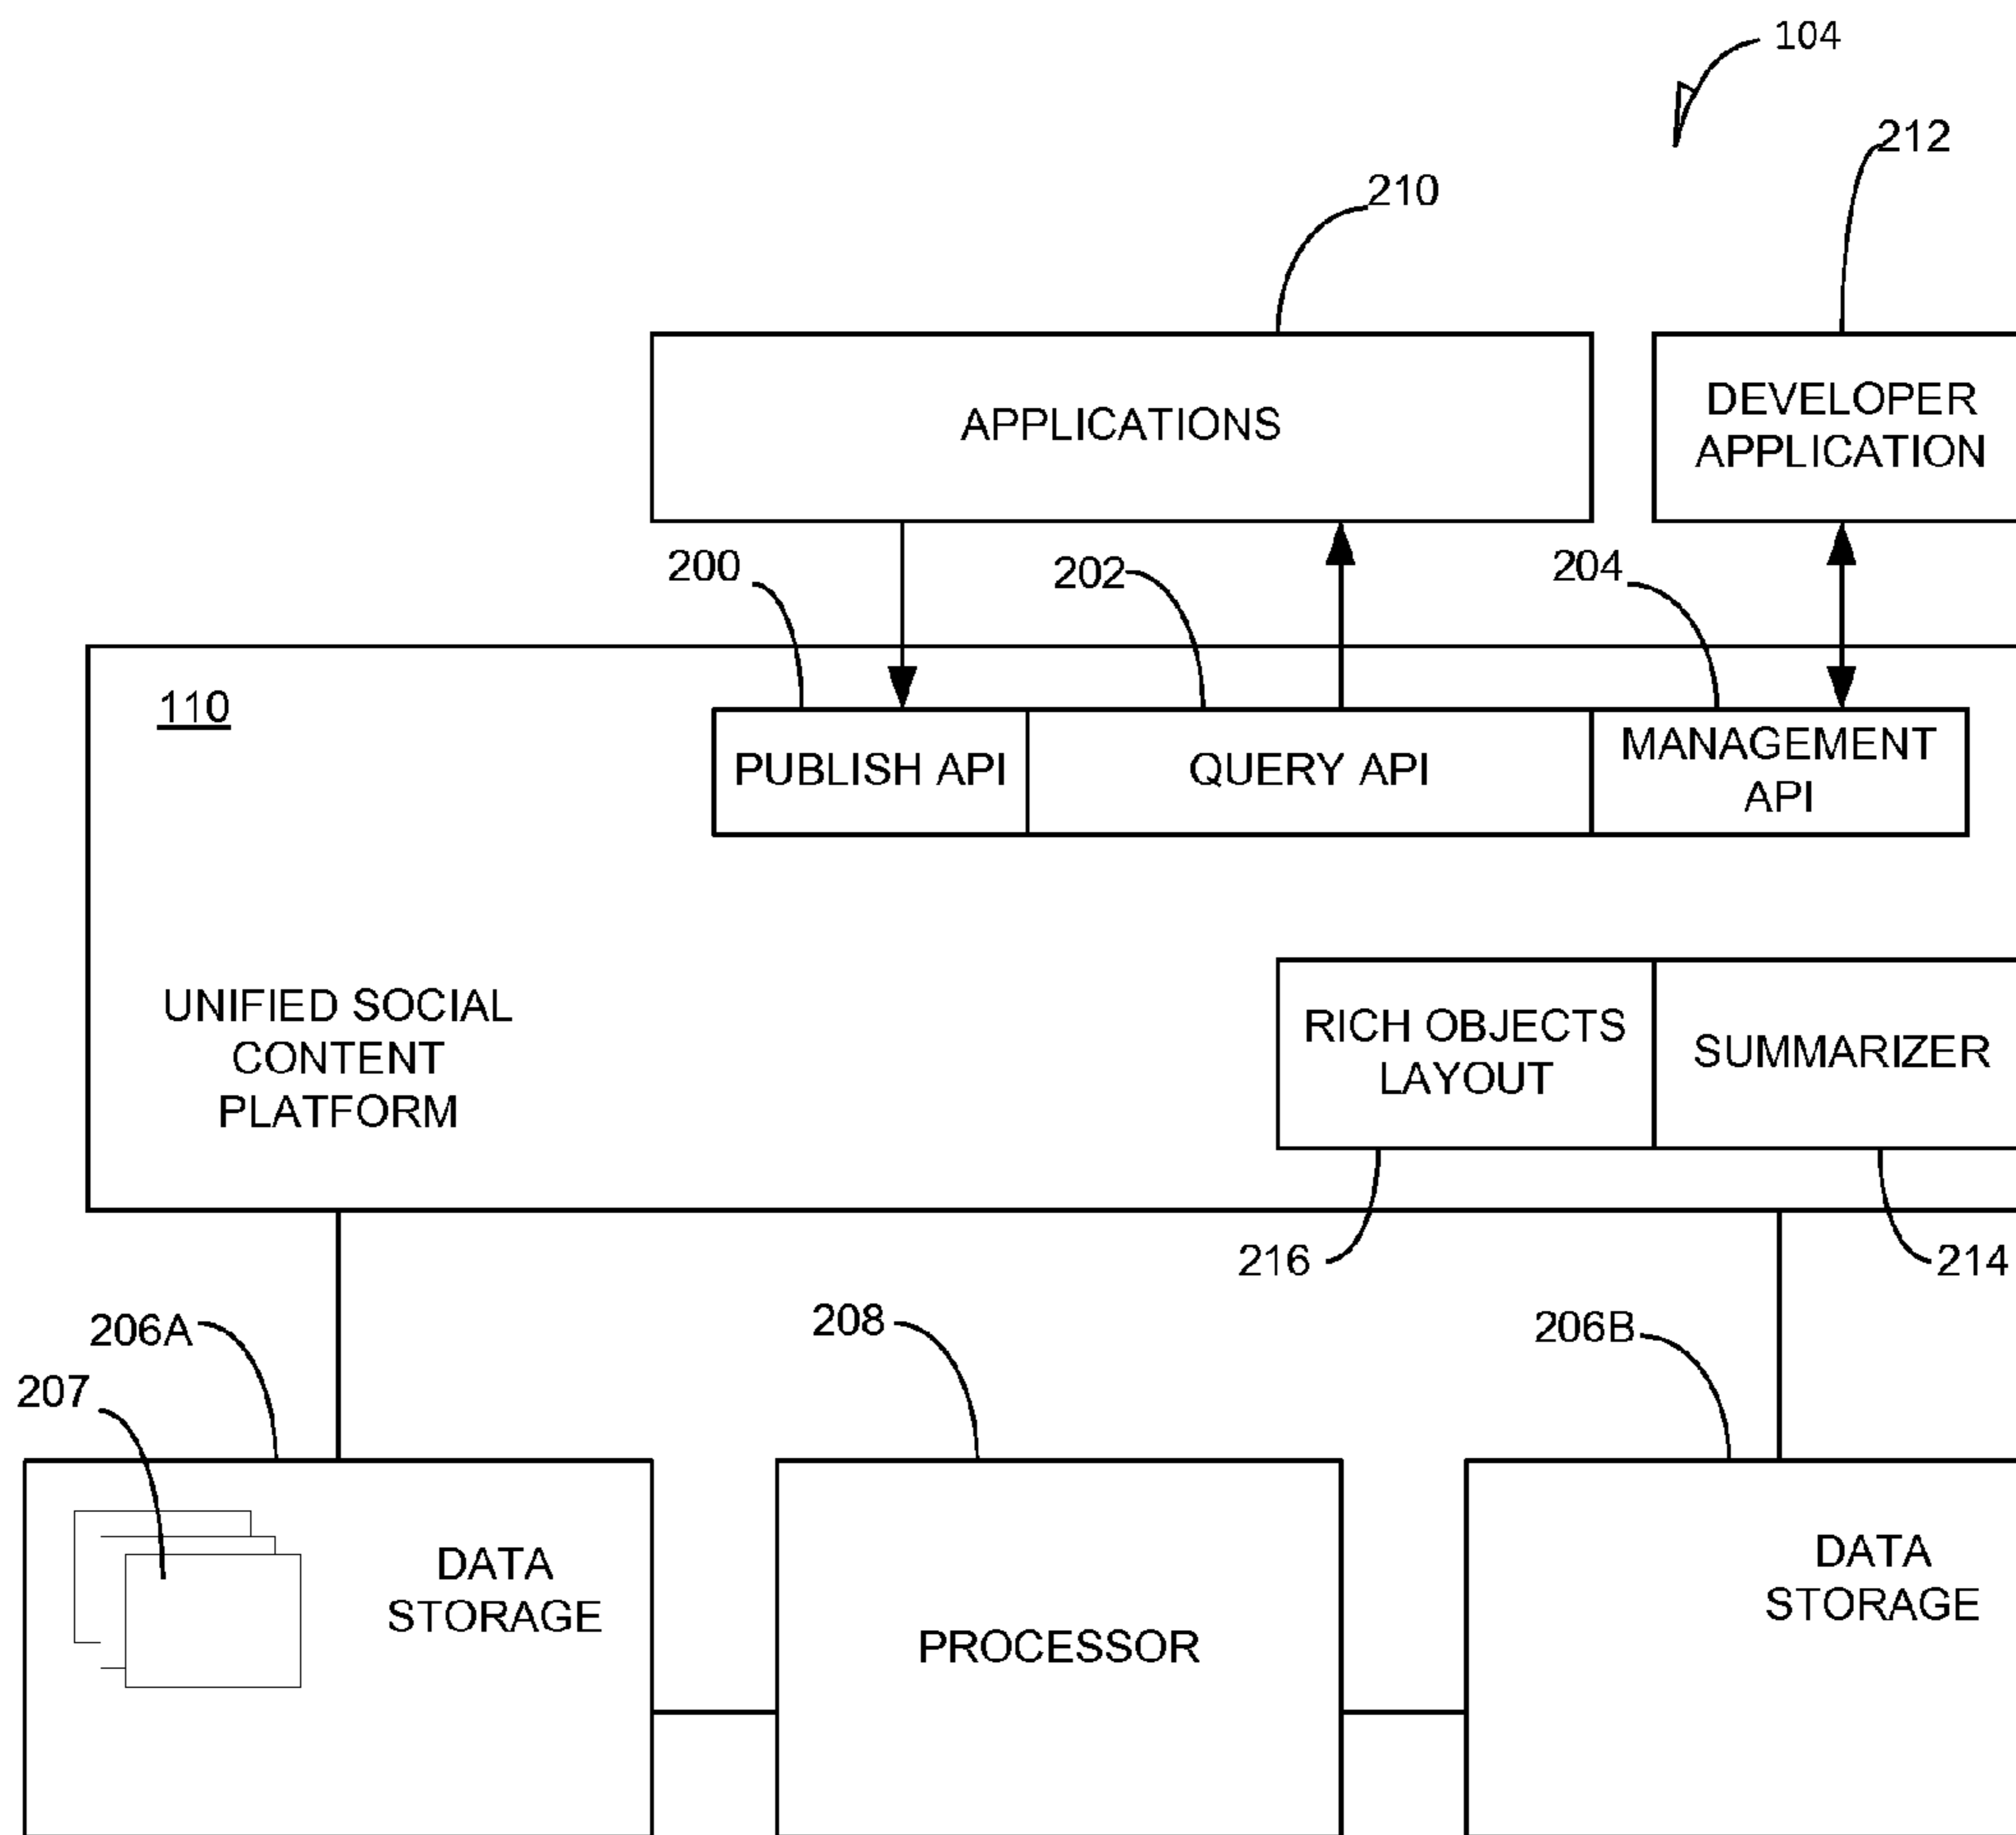 104
212
210
APPLICATIONS
DEVELOPER
APPLICATION
200
202
204
110
PUBLISH API
QUERY API
MANAGEMENT
API
UNIFIED SOCIAL
CONTENT
PLATFORM
RICH OBJECTS
LAYOUT
SUMMARIZER
216
214
206A
208
206B
207
DATA
STORAGE
PROCESSOR
DATA
STORAGE